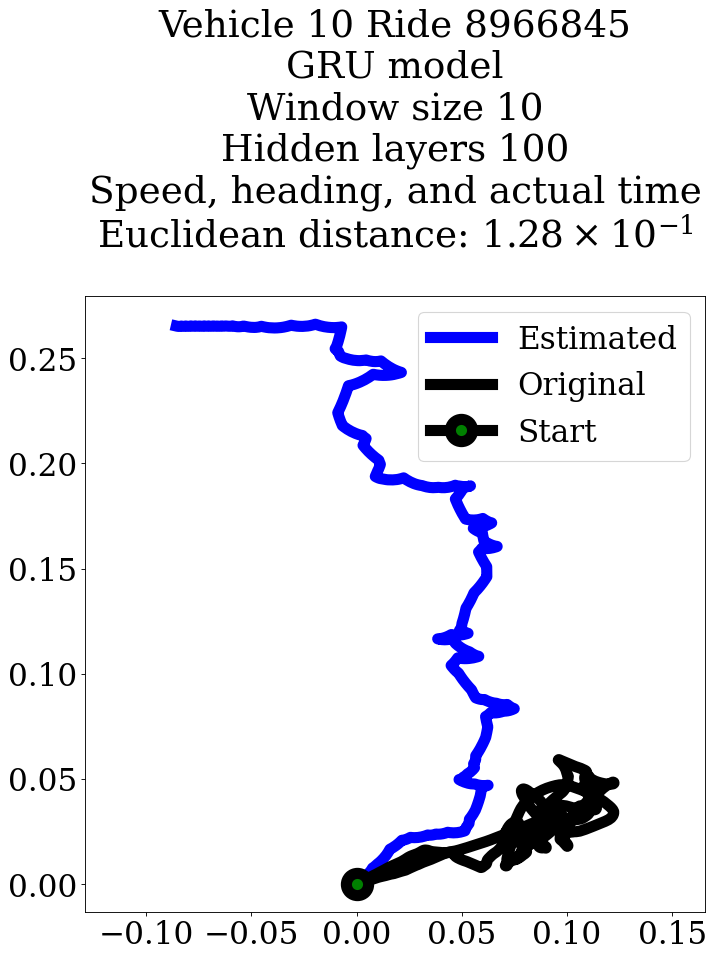 Vehicle 10 Ride 8966845
GRU model
Window size 10
Hidden layers 100
Speed, heading, and actual time
Euclidean distance: 1.28 × 10⁻¹
Estimated
Original
Start
0.25
0.20
0.15
0.10
0.05
0.00
−0.10 −0.05 0.00 0.05 0.10 0.15